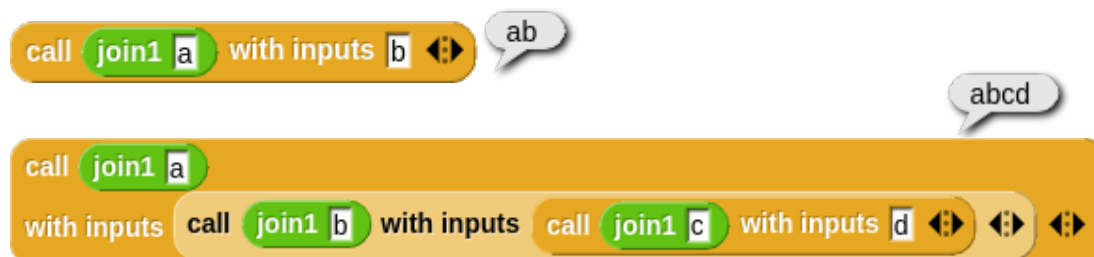 call join1 a with inputs b
ab
abcd
call join1 a
with inputs call join1 b with inputs call join1 c with inputs d